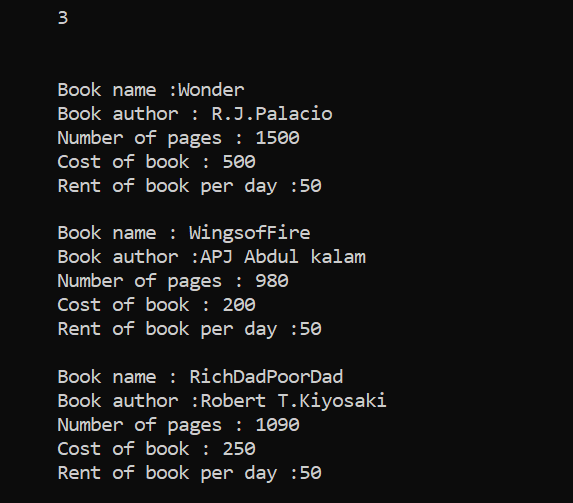 3
Book name :Wonder
Book author : R.J.Palacio
Number of pages : 1500
Cost of book : 500
Rent of book per day :50
Book name : WingsofFire
Book author :APJ Abdul kalam
Number of pages : 980
Cost of book : 200
Rent of book per day :50
Book name : RichDadPoorDad
Book author :Robert T.Kiyosaki
Number of pages : 1090
Cost of book : 250
Rent of book per day :50